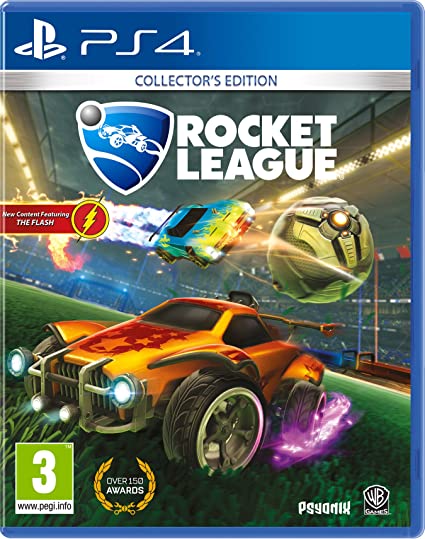 PS4
COLLECTOR'S EDITION
ROCKET
LEAGUE
New Content Featuring
THE FLASH
3
www.pegi.info
OVER 150
AWARDS
PSYONIX
WB
GAMES